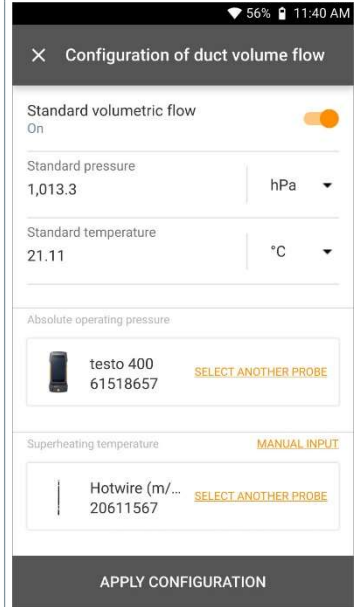 56% 11:40 AM
Configuration of duct volume flow
Standard volumetric flow
On
Standard pressure
1,013.3 hPa
Standard temperature
21.11 °C
Absolute operating pressure
testo 400
61518657 SELECT ANOTHER PROBE
Superheating temperature MANUAL INPUT
Hotwire (m/...
20611567 SELECT ANOTHER PROBE
APPLY CONFIGURATION